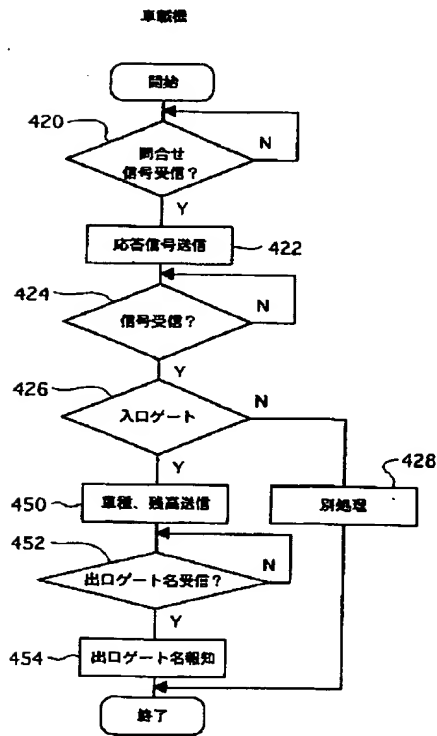 車載機
開始
420
問合せ
信号受信?
N
Y
応答信号送信
422
424
信号受信?
N
Y
426
入口ゲート
N
Y
428
450
車種、残高送信
別処理
452
出口ゲート名受信?
N
Y
454
出口ゲート名報知
終了